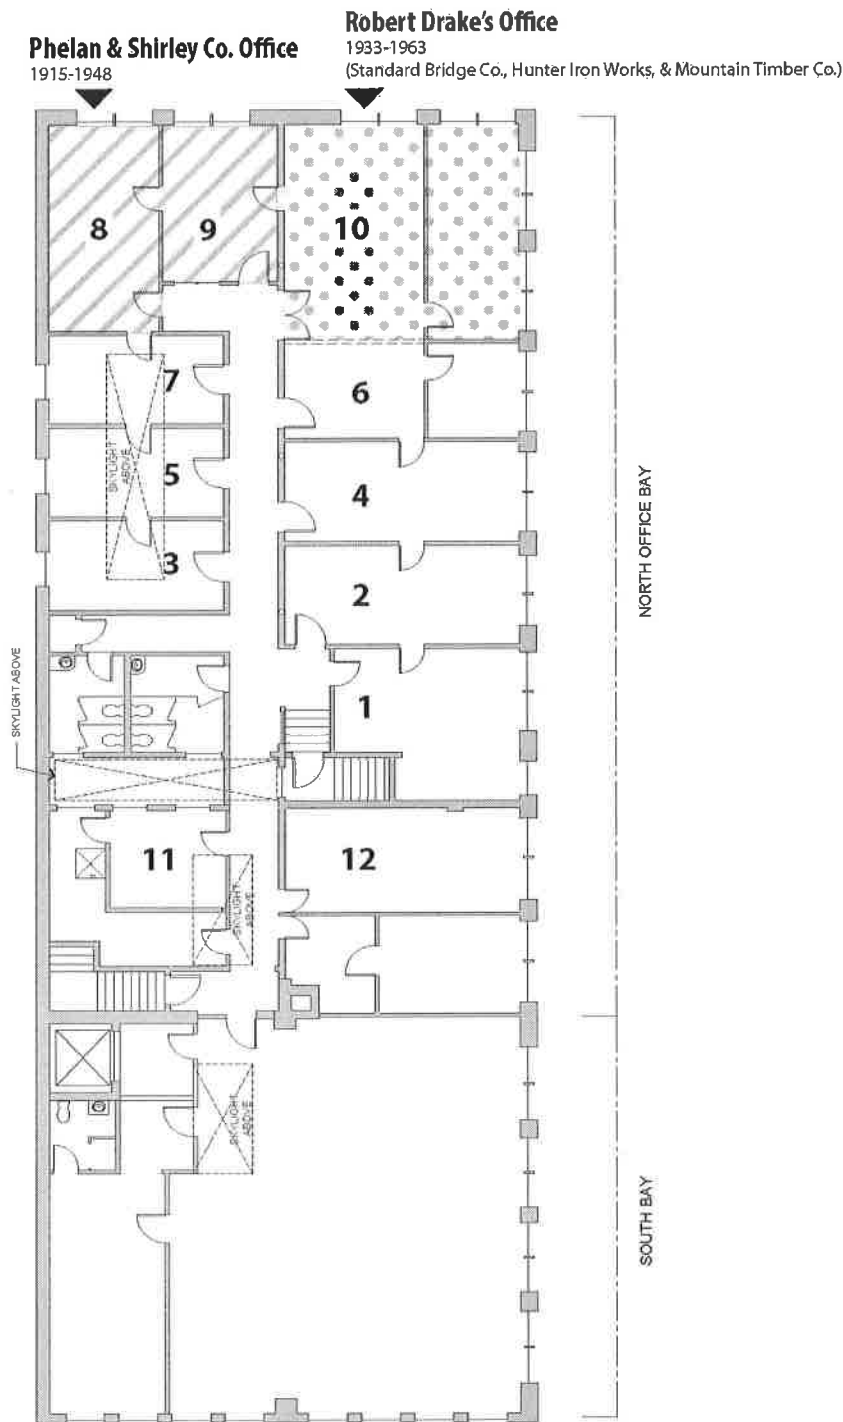 Robert Drake's Office
1933-1963
(Standard Bridge Co., Hunter Iron Works, & Mountain Timber Co.)
Phelan & Shirley Co. Office
1915-1948
8
9
10
7
6
SKYLIGHT
ABOVE
5
4
3
2
NORTH OFFICE BAY
SKYLIGHT ABOVE
1
11
12
SKYLIGHT
ABOVE
SKYLIGHT
ABOVE
SOUTH BAY